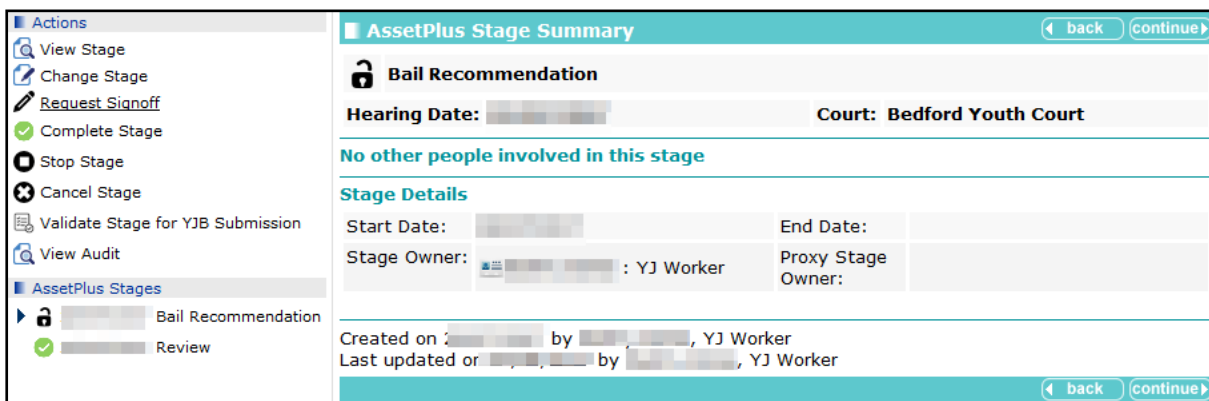 Actions
View Stage
Change Stage
Request Signoff
Complete Stage
Stop Stage
Cancel Stage
Validate Stage for YJB Submission
View Audit
AssetPlus Stages
Bail Recommendation
Review
AssetPlus Stage Summary
back continue
Bail Recommendation
Hearing Date: Court: Bedford Youth Court
No other people involved in this stage
Stage Details
Start Date: End Date:
Stage Owner: : YJ Worker Proxy Stage
Owner:
Created on by , YJ Worker
Last updated on by , YJ Worker
back continue